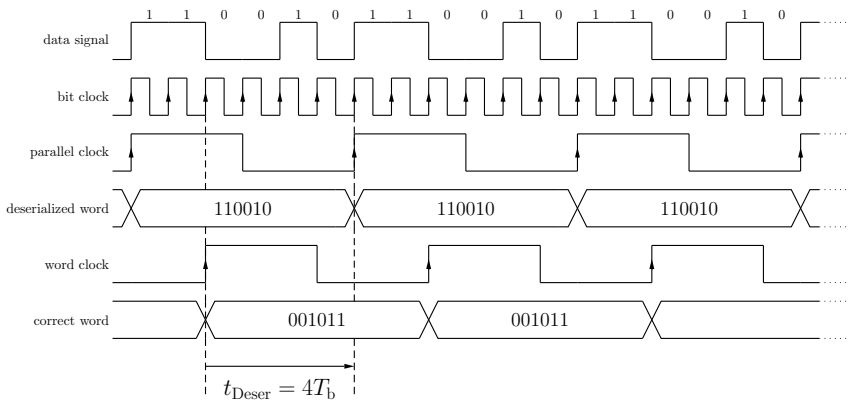 1 1 0 0 1 0 1 1 0 0 1 0 1 1 0 0 1 0
data signal
bit clock
parallel clock
deserialized word 110010 110010 110010
word clock
correct word 001011 001011
t_Deser = 4T_b